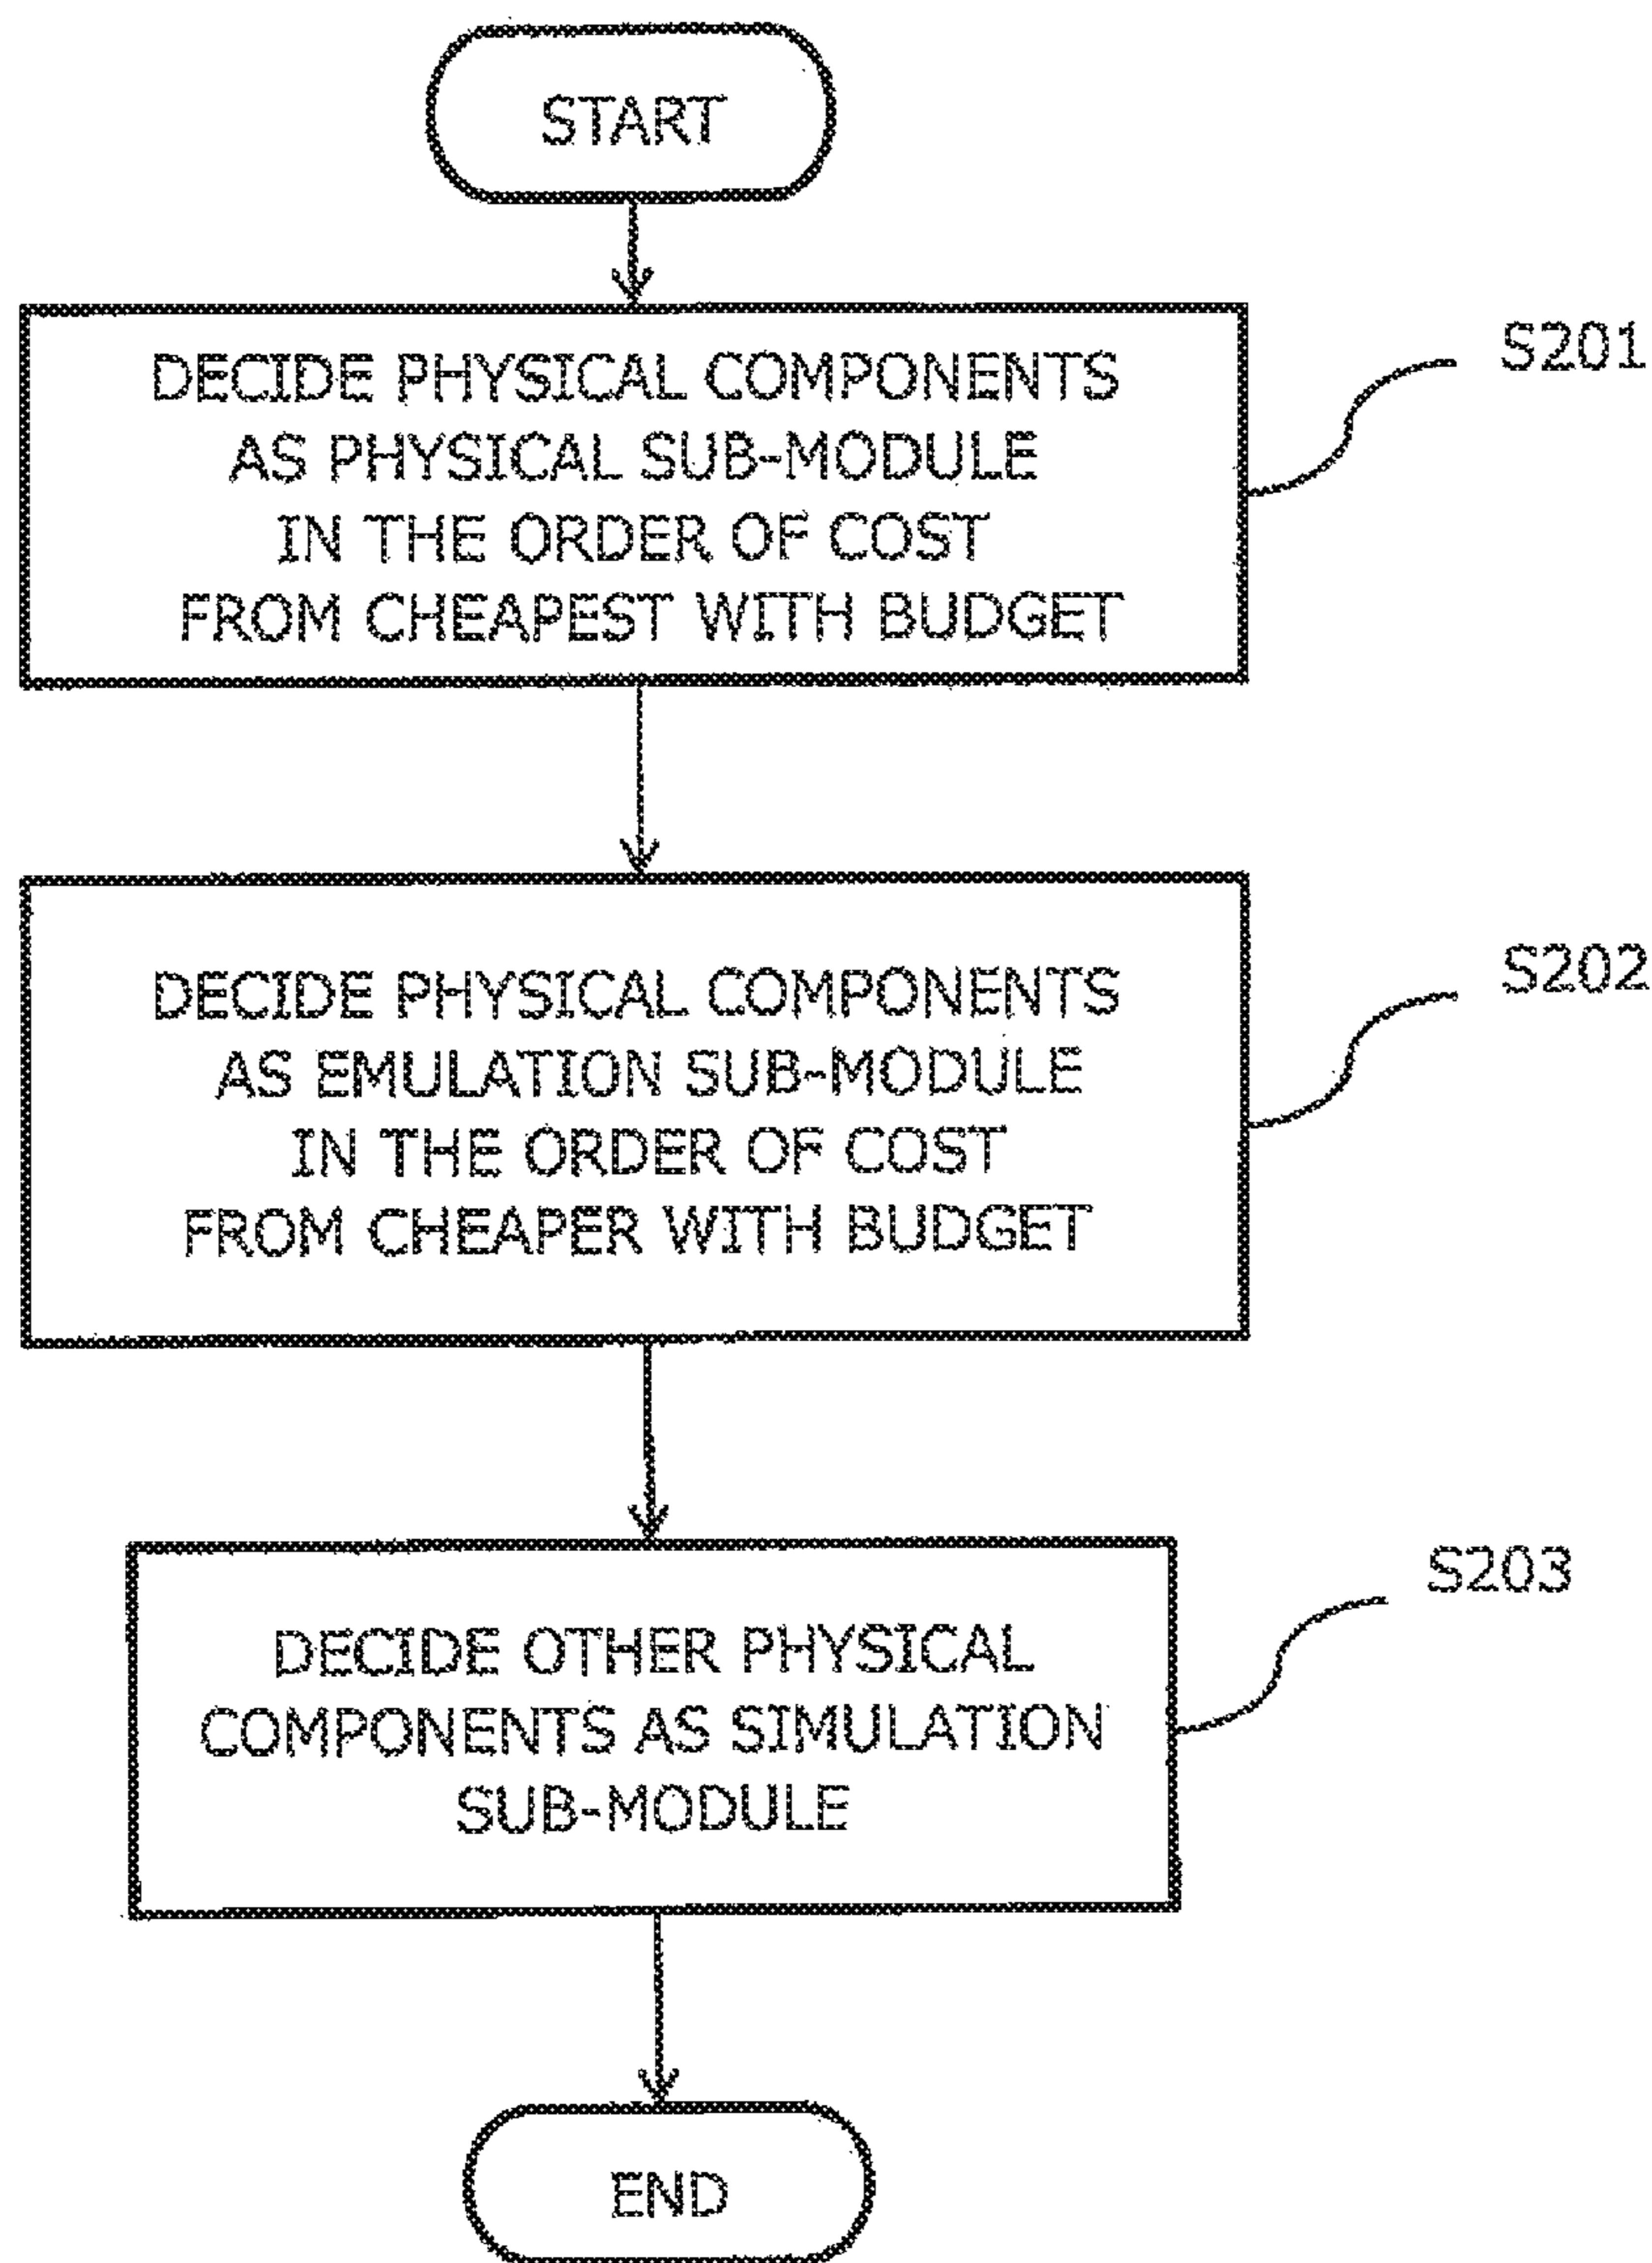 START
DECIDE PHYSICAL COMPONENTS
AS PHYSICAL SUB-MODULE
IN THE ORDER OF COST
FROM CHEAPEST WITH BUDGET
S201
DECIDE PHYSICAL COMPONENTS
AS EMULATION SUB-MODULE
IN THE ORDER OF COST
FROM CHEAPER WITH BUDGET
S202
DECIDE OTHER PHYSICAL
COMPONENTS AS SIMULATION
SUB-MODULE
S203
END